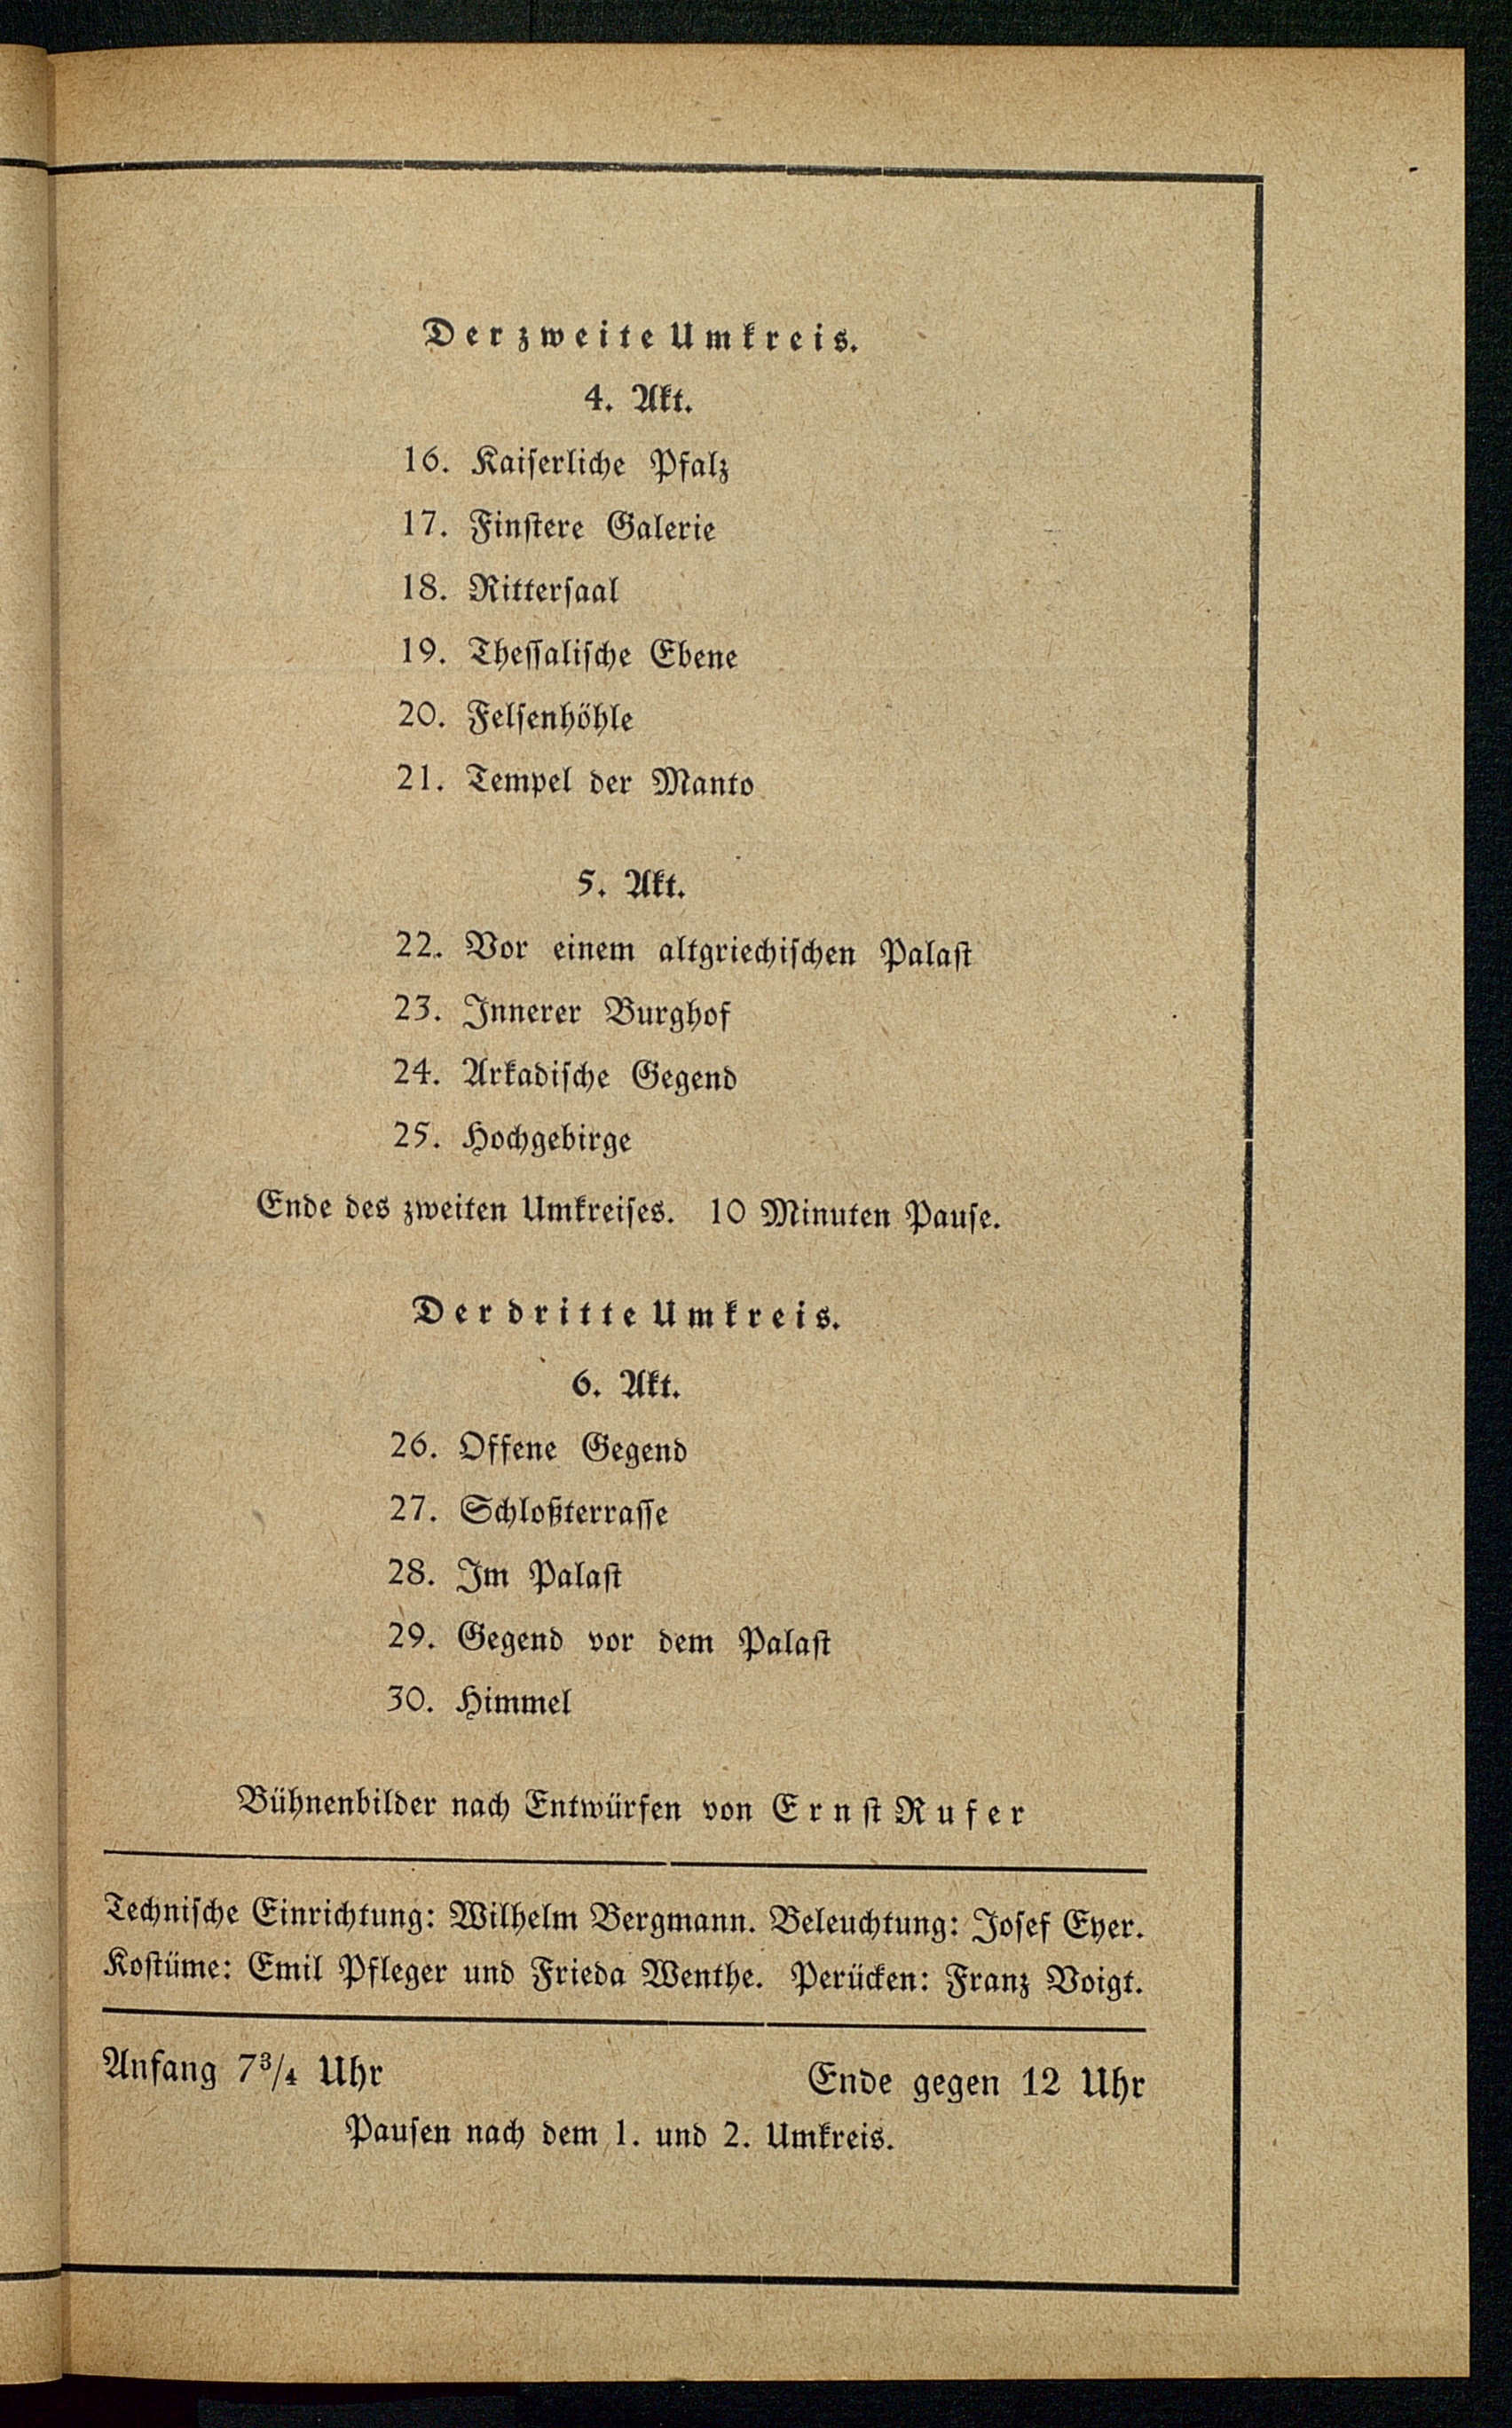 Der zweite Umkreis.
4. Akt.
16. Kaiserliche Pfalz
17. Finstere Galerie
18. Rittersaal
19. Thessalische Ebene
20. Felsenhöhle
21. Tempel der Manto
5. Akt.
22. Vor einem altgriechischen Palast
23. Innerer Burghof
24. Arkadische Gegend
25. Hochgebirge
Ende des zweiten Umkreises. 10 Minuten Pause.
Der dritte Umkreis.
6. Akt.
26. Offene Gegend
27. Schloßterrasse
28. Im Palast
29. Gegend vor dem Palast
30. Himmel
Bühnenbilder nach Entwürfen von Ernst Rufer
Technische Einrichtung: Wilhelm Bergmann. Beleuchtung: Josef Eyer.
Kostüme: Emil Pfleger und Frieda Wenthe. Perücken: Franz Voigt.
Anfang 7¾ Uhr Ende gegen 12 Uhr
Pausen nach dem 1. und 2. Umkreis.